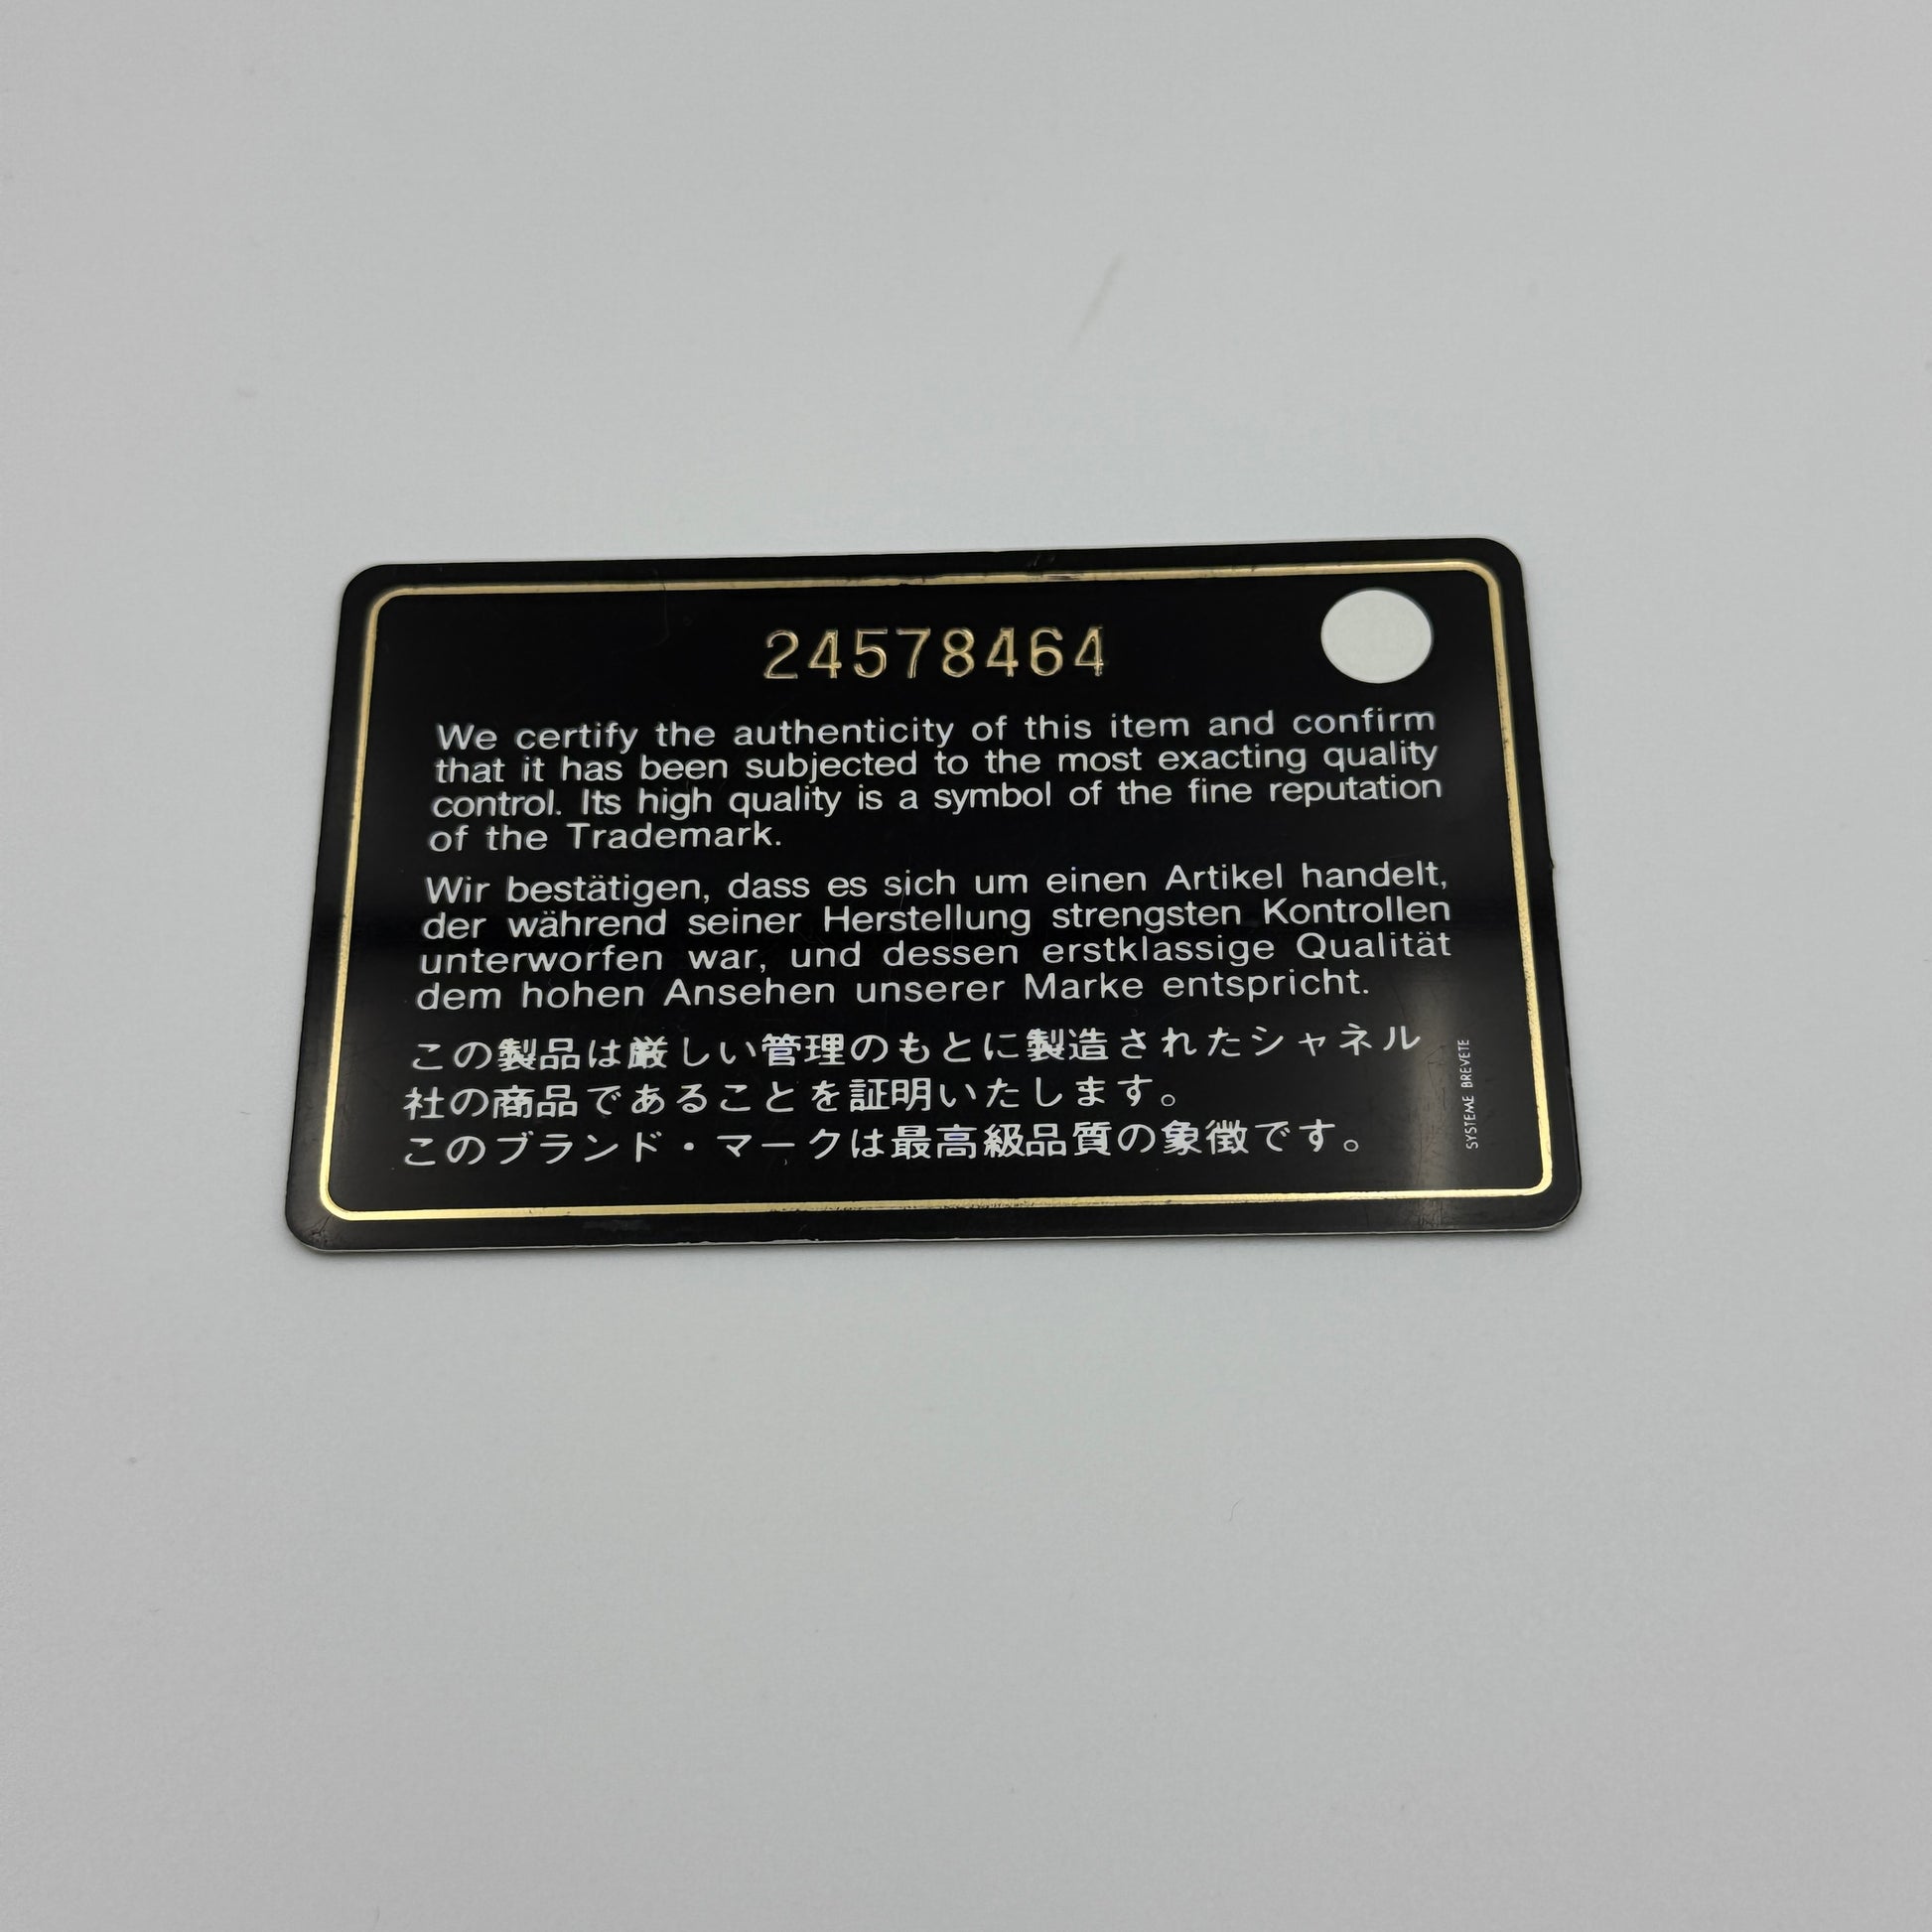 24578464
We certify the authenticity of this item and confirm
that it has been subjected to the most exacting quality
control. Its high quality is a symbol of the fine reputation
of the Trademark.
Wir bestätigen, dass es sich um einen Artikel handelt,
der während seiner Herstellung strengsten Kontrollen
unterworfen war, und dessen erstklassige Qualität
dem hohen Ansehen unserer Marke entspricht.
この製品は厳しい管理のもとに製造されたシャネル
社の商品であることを証明いたします。
このブランド・マークは最高級品質の象徴です。
SYSTEME BREVETE